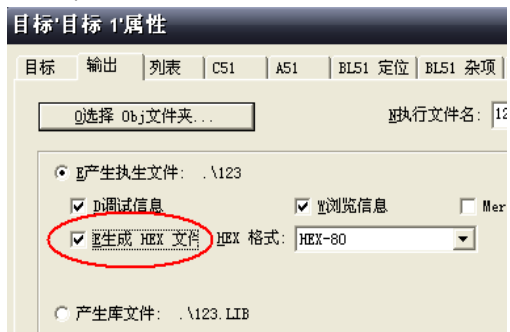 目标'目标 1'属性
目标 输出 列表 C51 A51 BL51 定位 BL51 杂项
O选择 Obj文件夹... N执行文件名: 12
E产生执生文件: .\123
D调试信息 W浏览信息 Mer
E生成 HEX 文件 HEX 格式: HEX-80
产生库文件: .\123.LIB